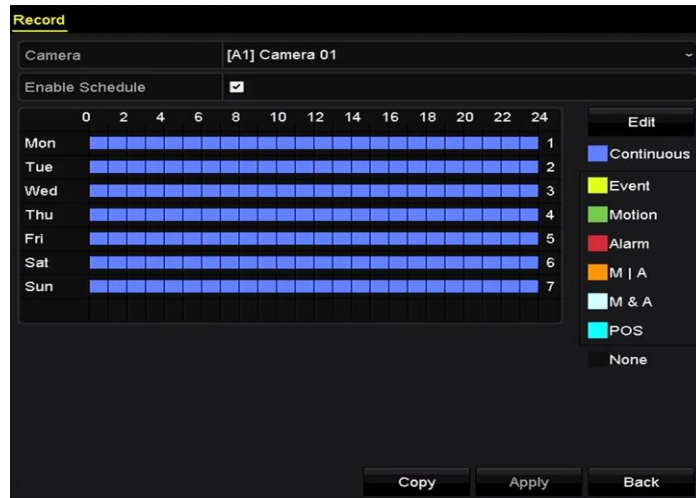 Record
Camera [A1] Camera 01
Enable Schedule
0 2 4 6 8 10 12 14 16 18 20 22 24
Edit
Mon 1
Continuous
Tue 2
Event
Wed 3
Motion
Thu 4
Alarm
Fri 5
M | A
Sat 6
M & A
Sun 7
POS
None
Copy Apply Back